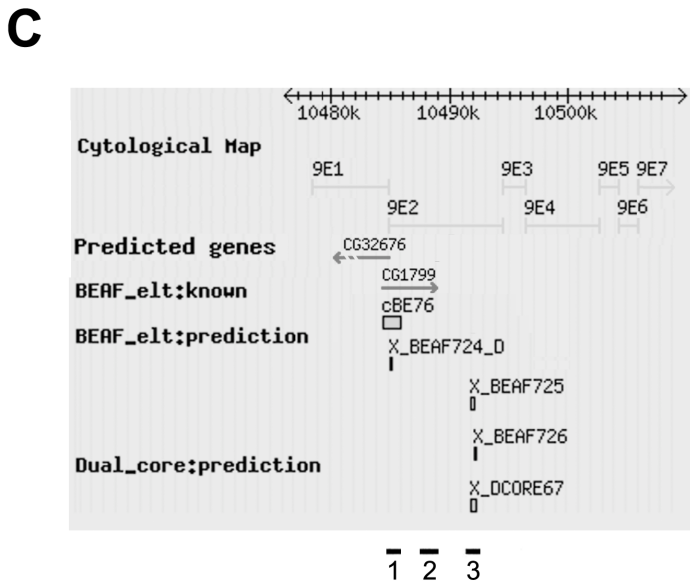 C
10480k 10490k 10500k
Cytological Map
9E1 9E3 9E5 9E7
9E2 9E4 9E6
Predicted genes CG32676
CG1799
BEAF_elt:known
cBE76
BEAF_elt:prediction
X_BEAF724_D
X_BEAF725
X_BEAF726
Dual_core:prediction
X_DCORE67
1 2 3